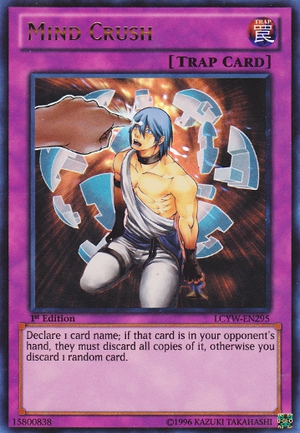 MIND CRUSH
TRAP
罠
[TRAP CARD]
1st Edition
LCYW-EN295
Declare 1 card name; if that card is in your opponent's
hand, they must discard all copies of it, otherwise you
discard 1 random card.
15800838
©1996 KAZUKI TAKAHASHI